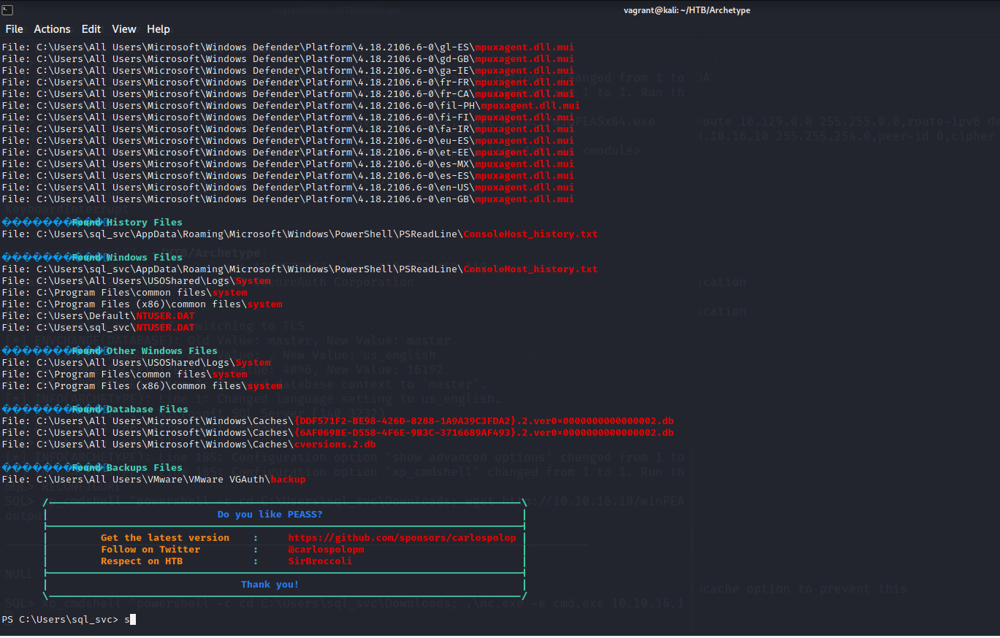 vagrant@kali: ~/HTB/Archetype
File Actions Edit View Help
File: C:\Users\All Users\Microsoft\Windows Defender\Platform\4.18.2106.6-0\gl-ES\mpuxagent.dll.mui
File: C:\Users\All Users\Microsoft\Windows Defender\Platform\4.18.2106.6-0\gd-GB\mpuxagent.dll.mui
File: C:\Users\All Users\Microsoft\Windows Defender\Platform\4.18.2106.6-0\ga-IE\mpuxagent.dll.mui
File: C:\Users\All Users\Microsoft\Windows Defender\Platform\4.18.2106.6-0\fr-FR\mpuxagent.dll.mui
File: C:\Users\All Users\Microsoft\Windows Defender\Platform\4.18.2106.6-0\fr-CA\mpuxagent.dll.mui
File: C:\Users\All Users\Microsoft\Windows Defender\Platform\4.18.2106.6-0\fil-PH\mpuxagent.dll.mui
File: C:\Users\All Users\Microsoft\Windows Defender\Platform\4.18.2106.6-0\fi-FI\mpuxagent.dll.mui
File: C:\Users\All Users\Microsoft\Windows Defender\Platform\4.18.2106.6-0\fa-IR\mpuxagent.dll.mui
File: C:\Users\All Users\Microsoft\Windows Defender\Platform\4.18.2106.6-0\eu-ES\mpuxagent.dll.mui
File: C:\Users\All Users\Microsoft\Windows Defender\Platform\4.18.2106.6-0\et-EE\mpuxagent.dll.mui
File: C:\Users\All Users\Microsoft\Windows Defender\Platform\4.18.2106.6-0\es-MX\mpuxagent.dll.mui
File: C:\Users\All Users\Microsoft\Windows Defender\Platform\4.18.2106.6-0\es-ES\mpuxagent.dll.mui
File: C:\Users\All Users\Microsoft\Windows Defender\Platform\4.18.2106.6-0\en-US\mpuxagent.dll.mui
File: C:\Users\All Users\Microsoft\Windows Defender\Platform\4.18.2106.6-0\en-GB\mpuxagent.dll.mui
Found History Files
File: C:\Users\sql_svc\AppData\Roaming\Microsoft\Windows\PowerShell\PSReadLine\ConsoleHost_history.txt
Found Windows Files
File: C:\Users\sql_svc\AppData\Roaming\Microsoft\Windows\PowerShell\PSReadLine\ConsoleHost_history.txt
File: C:\Users\All Users\USOShared\Logs\System
File: C:\Program Files\common files\system
File: C:\Program Files (x86)\common files\system
File: C:\Users\Default\NTUSER.DAT
File: C:\Users\sql_svc\NTUSER.DAT
Found Other Windows Files
File: C:\Users\All Users\USOShared\Logs\System
File: C:\Program Files\common files\system
File: C:\Program Files (x86)\common files\system
Found Database Files
File: C:\Users\All Users\Microsoft\Windows\Caches\{DDF571F2-BE98-426D-8288-1A9A39C3FDA2}.2.ver0×0000000000000002.db
File: C:\Users\All Users\Microsoft\Windows\Caches\{6AF0698E-D558-4F6E-9B3C-3716689AF493}.2.ver0×0000000000000002.db
File: C:\Users\All Users\Microsoft\Windows\Caches\cversions.2.db
Found Backups Files
File: C:\Users\All Users\VMware\VMware VGAuth\backup
Do you like PEASS?
Get the latest version : https://github.com/sponsors/carlospolop
Follow on Twitter : @carlospolopm
Respect on HTB : SirBroccoli
Thank you!
PS C:\Users\sql_svc> s